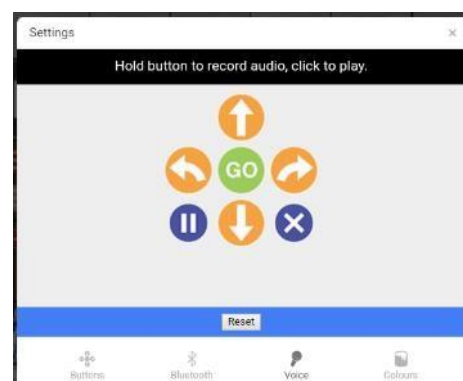 Settings
Hold button to record audio, click to play.
GO
Reset
Buttons Bluetooth Voice Colours